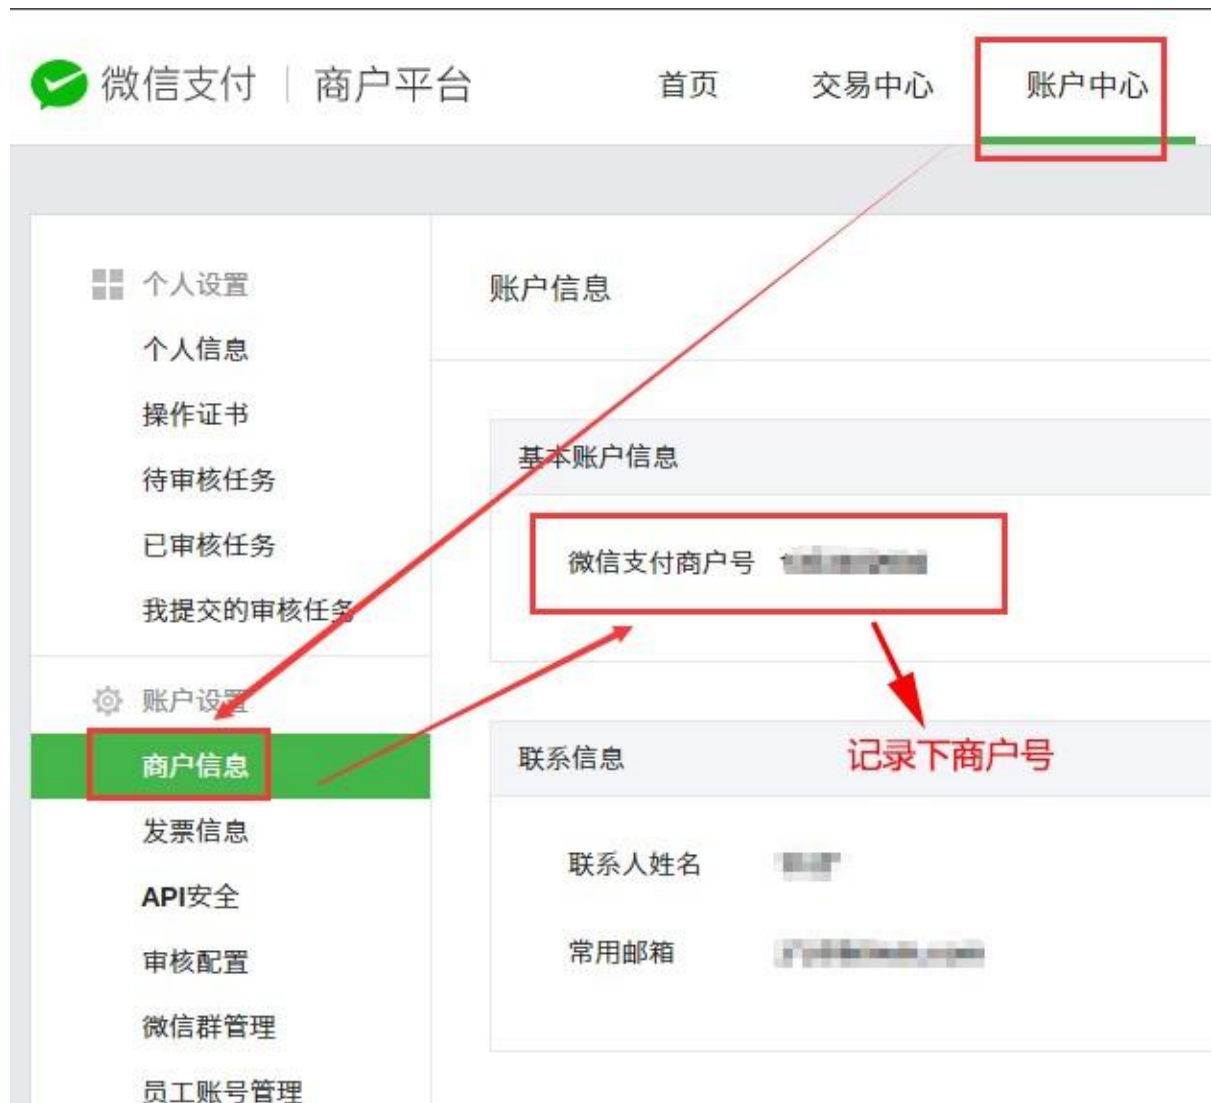 微信支付 | 商户平台 首页 交易中心 账户中心
个人设置
个人信息
操作证书
待审核任务
已审核任务
我提交的审核任务
账户设置
商户信息
发票信息
API安全
审核配置
微信群管理
员工账号管理
账户信息
基本账户信息
微信支付商户号
记录下商户号
联系信息
联系人姓名
常用邮箱